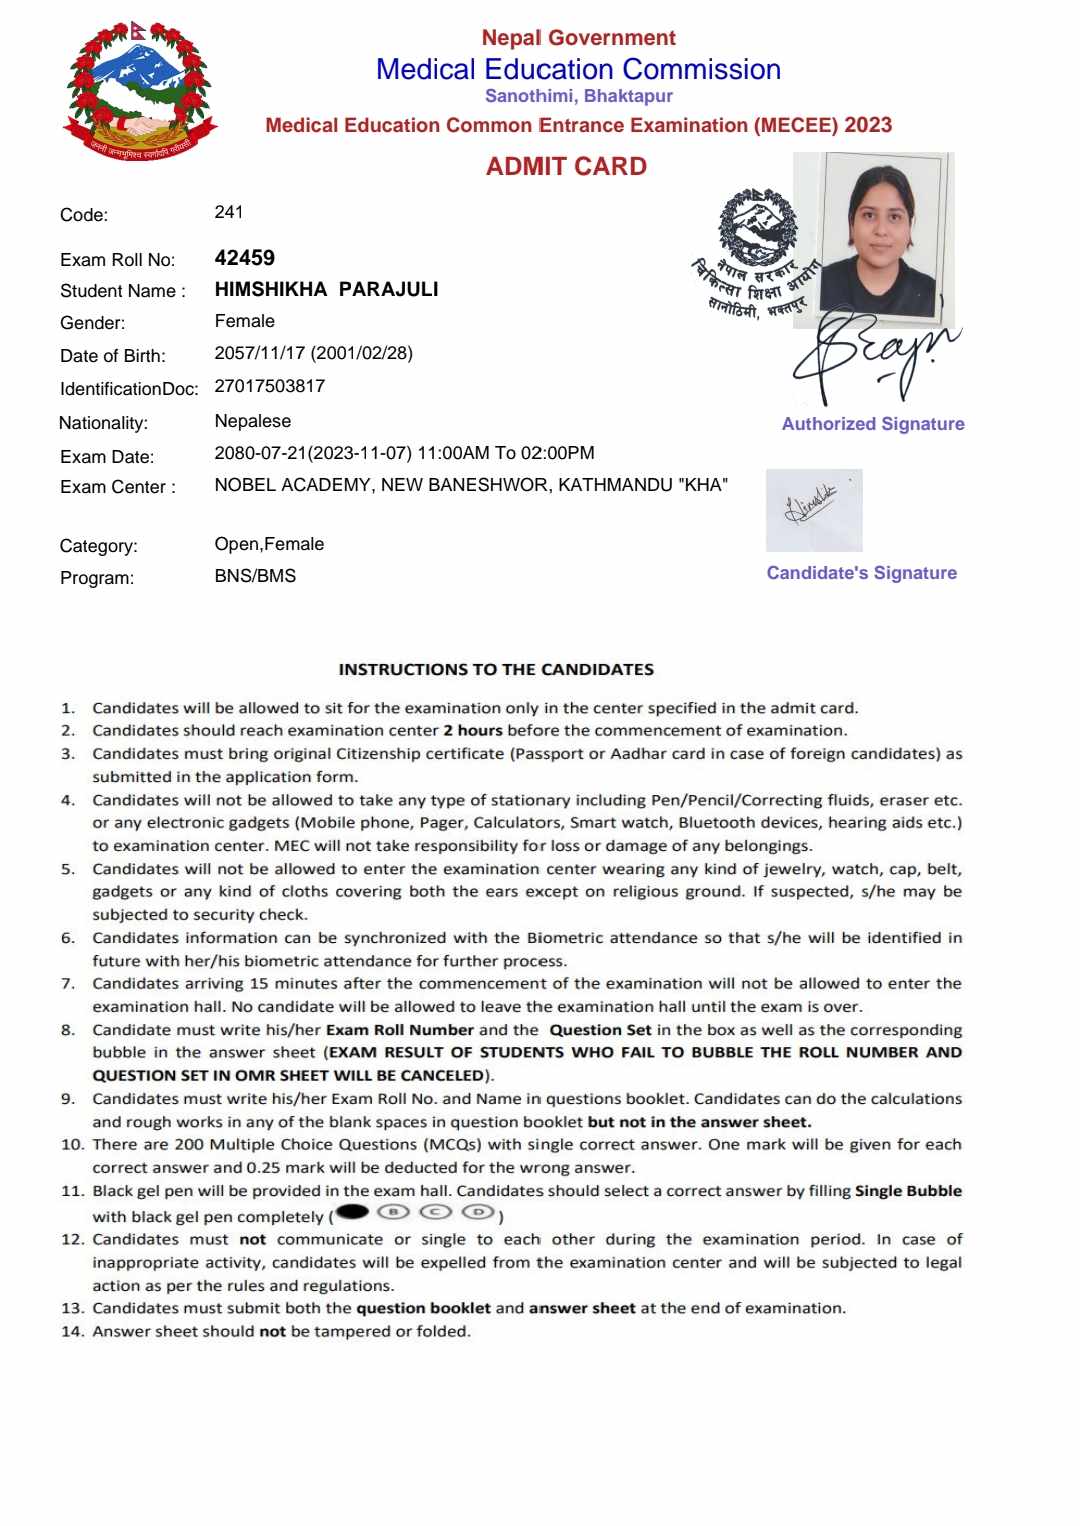 जननी जन्मभूमिश्च स्वर्गादपि गरीयसी
Nepal Government
Medical Education Commission
Sanothimi, Bhaktapur
Medical Education Common Entrance Examination (MECEE) 2023
ADMIT CARD
Code: 241
Exam Roll No: 42459
Student Name : HIMSHIKHA PARAJULI
Gender: Female
Date of Birth: 2057/11/17 (2001/02/28)
IdentificationDoc: 27017503817
Nationality: Nepalese
Exam Date: 2080-07-21(2023-11-07) 11:00AM To 02:00PM
Exam Center : NOBEL ACADEMY, NEW BANESHWOR, KATHMANDU "KHA"
Category: Open,Female
Program: BNS/BMS
नेपाल सरकार
चिकित्सा शिक्षा आयोग
सानोठिमी, भक्तपुर
Authorized Signature
Himshikha
Candidate's Signature
INSTRUCTIONS TO THE CANDIDATES
1. Candidates will be allowed to sit for the examination only in the center specified in the admit card.
2. Candidates should reach examination center 2 hours before the commencement of examination.
3. Candidates must bring original Citizenship certificate (Passport or Aadhar card in case of foreign candidates) as
submitted in the application form.
4. Candidates will not be allowed to take any type of stationary including Pen/Pencil/Correcting fluids, eraser etc.
or any electronic gadgets (Mobile phone, Pager, Calculators, Smart watch, Bluetooth devices, hearing aids etc.)
to examination center. MEC will not take responsibility for loss or damage of any belongings.
5. Candidates will not be allowed to enter the examination center wearing any kind of jewelry, watch, cap, belt,
gadgets or any kind of cloths covering both the ears except on religious ground. If suspected, s/he may be
subjected to security check.
6. Candidates information can be synchronized with the Biometric attendance so that s/he will be identified in
future with her/his biometric attendance for further process.
7. Candidates arriving 15 minutes after the commencement of the examination will not be allowed to enter the
examination hall. No candidate will be allowed to leave the examination hall until the exam is over.
8. Candidate must write his/her Exam Roll Number and the Question Set in the box as well as the corresponding
bubble in the answer sheet (EXAM RESULT OF STUDENTS WHO FAIL TO BUBBLE THE ROLL NUMBER AND
QUESTION SET IN OMR SHEET WILL BE CANCELED).
9. Candidates must write his/her Exam Roll No. and Name in questions booklet. Candidates can do the calculations
and rough works in any of the blank spaces in question booklet but not in the answer sheet.
10. There are 200 Multiple Choice Questions (MCQs) with single correct answer. One mark will be given for each
correct answer and 0.25 mark will be deducted for the wrong answer.
11. Black gel pen will be provided in the exam hall. Candidates should select a correct answer by filling Single Bubble
with black gel pen completely ( B C D )
12. Candidates must not communicate or single to each other during the examination period. In case of
inappropriate activity, candidates will be expelled from the examination center and will be subjected to legal
action as per the rules and regulations.
13. Candidates must submit both the question booklet and answer sheet at the end of examination.
14. Answer sheet should not be tampered or folded.